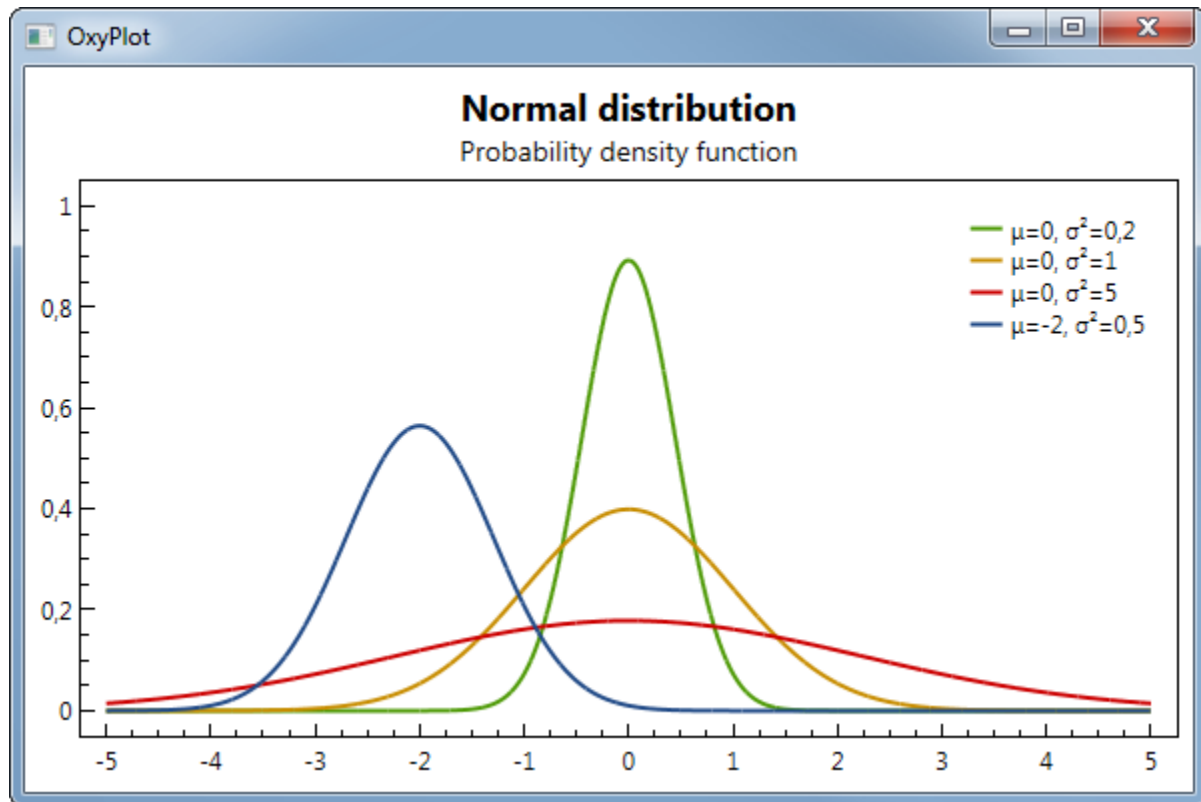 OxyPlot
Normal distribution
Probability density function
μ=0, σ²=0,2
μ=0, σ²=1
μ=0, σ²=5
μ=-2, σ²=0,5
1
0,8
0,6
0,4
0,2
0
-5 -4 -3 -2 -1 0 1 2 3 4 5